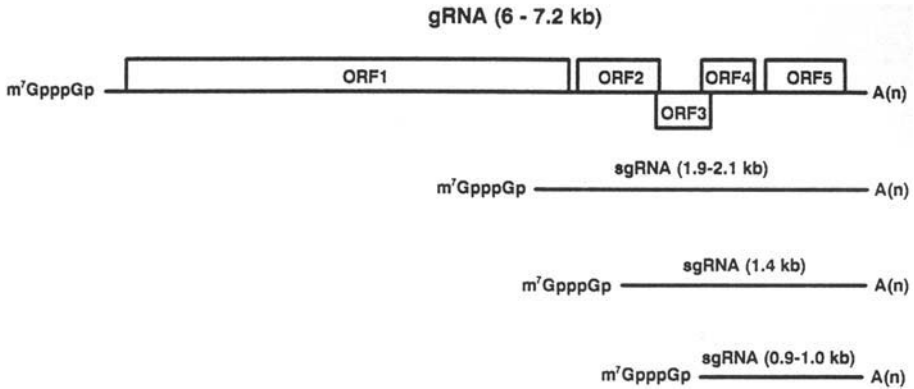 gRNA (6 - 7.2 kb)
ORF1 ORF2 ORF4 ORF5
m⁷GpppGp A(n)
ORF3
sgRNA (1.9-2.1 kb)
m⁷GpppGp A(n)
sgRNA (1.4 kb)
m⁷GpppGp A(n)
sgRNA (0.9-1.0 kb)
m⁷GpppGp A(n)